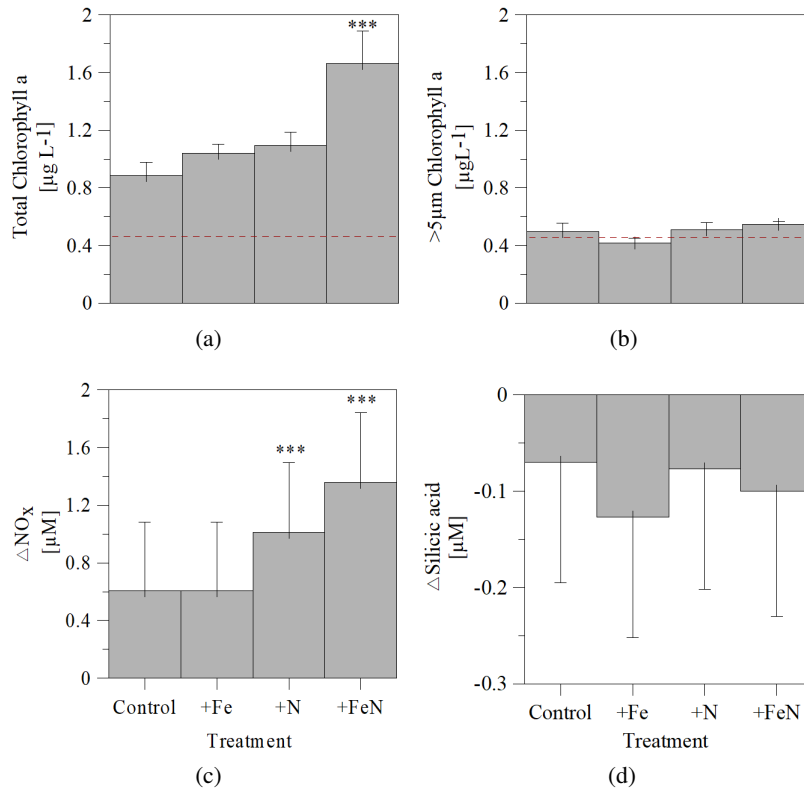 Total Chlorophyll a
[µg L-1]
2
1.6
1.2
0.8
0.4
0
***
(a)
>5µm Chlorophyll a
[µgL-1]
2
1.6
1.2
0.8
0.4
0
(b)
△NOX
[µM]
2
1.6
1.2
0.8
0.4
0
***
***
Control +Fe +N +FeN
Treatment
(c)
△Silicic acid
[µM]
0
-0.1
-0.2
-0.3
Control +Fe +N +FeN
Treatment
(d)